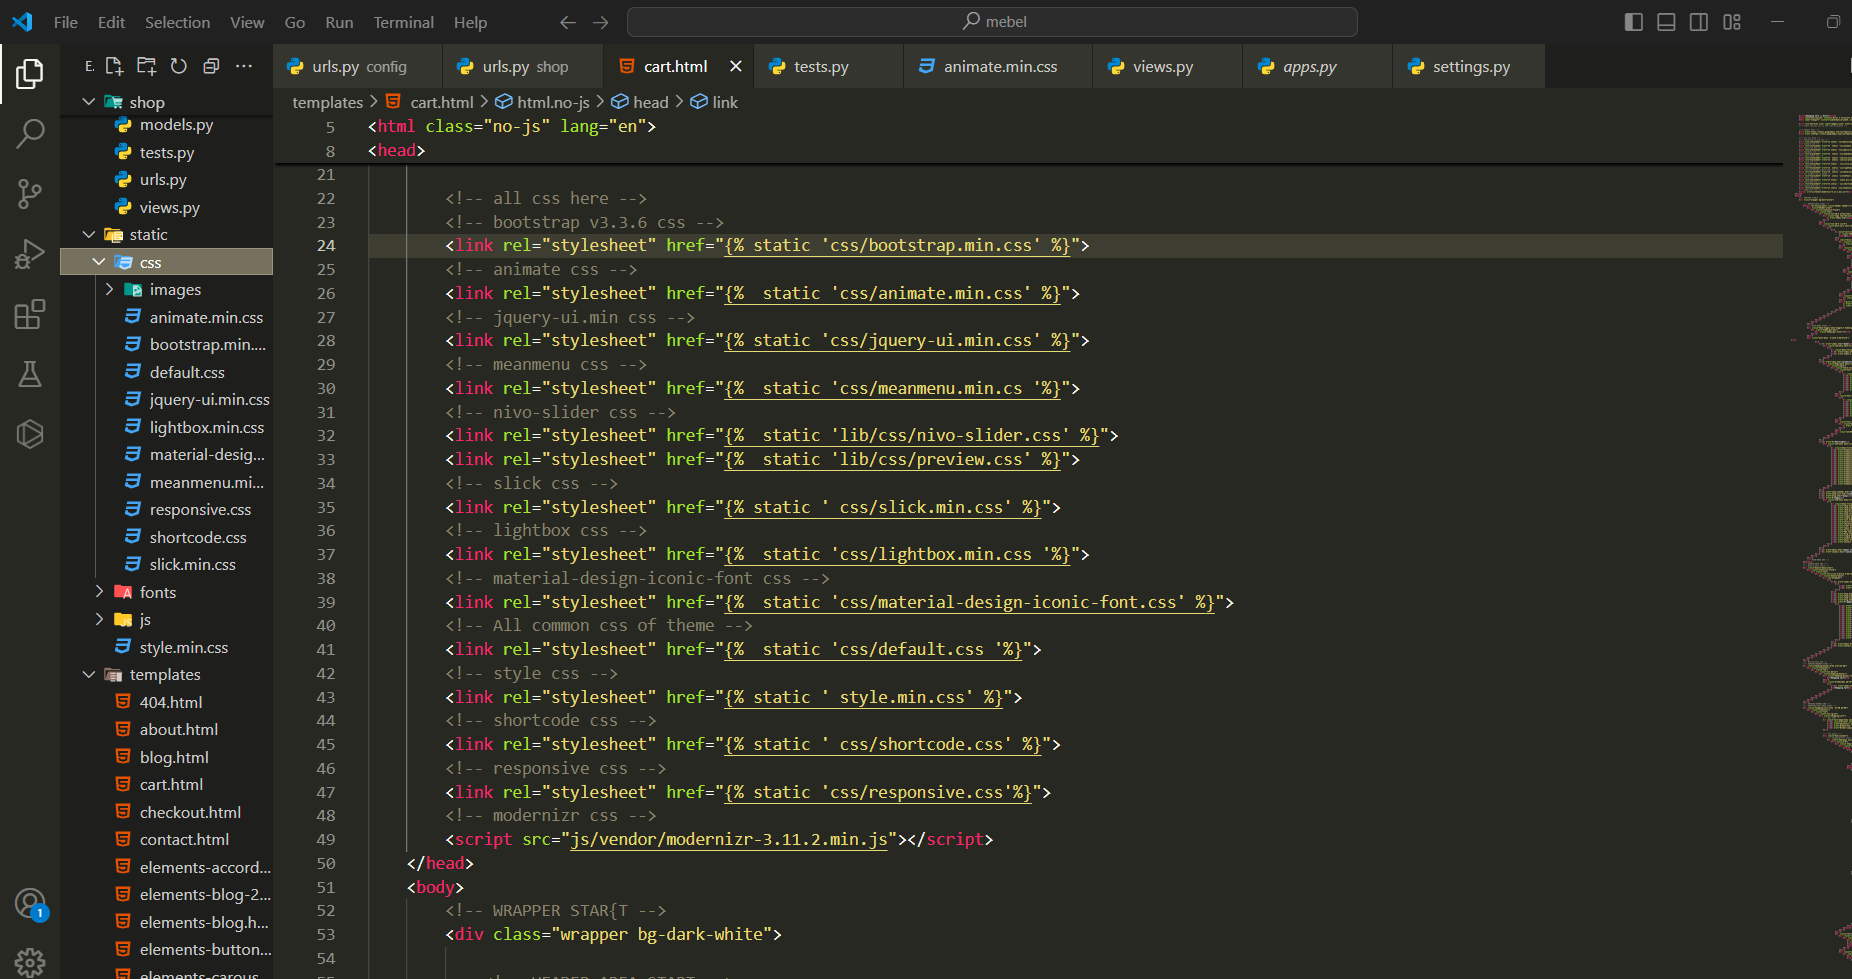 File Edit Selection View Go Run Terminal Help
mebel
E.
urls.py config
urls.py shop
cart.html
tests.py
animate.min.css
views.py
apps.py
settings.py
templates > cart.html > html.no-js > head > link
shop
models.py
tests.py
urls.py
views.py
static
css
images
animate.min.css
bootstrap.min....
default.css
jquery-ui.min.css
lightbox.min.css
material-desig...
meanmenu.mi...
responsive.css
shortcode.css
slick.min.css
fonts
js
style.min.css
templates
404.html
about.html
blog.html
cart.html
checkout.html
contact.html
elements-accord...
elements-blog-2...
elements-blog.h...
elements-button...
elements-carous
1
5 <html class="no-js" lang="en">
8 <head>
21
22 <!-- all css here -->
23 <!-- bootstrap v3.3.6 css -->
24 <link rel="stylesheet" href="{% static 'css/bootstrap.min.css' %}">
25 <!-- animate css -->
26 <link rel="stylesheet" href="{%  static 'css/animate.min.css' %}">
27 <!-- jquery-ui.min css -->
28 <link rel="stylesheet" href="{% static 'css/jquery-ui.min.css' %}">
29 <!-- meanmenu css -->
30 <link rel="stylesheet" href="{%  static 'css/meanmenu.min.cs '%}">
31 <!-- nivo-slider css -->
32 <link rel="stylesheet" href="{%  static 'lib/css/nivo-slider.css' %}">
33 <link rel="stylesheet" href="{%  static 'lib/css/preview.css' %}">
34 <!-- slick css -->
35 <link rel="stylesheet" href="{% static ' css/slick.min.css' %}">
36 <!-- lightbox css -->
37 <link rel="stylesheet" href="{%  static 'css/lightbox.min.css '%}">
38 <!-- material-design-iconic-font css -->
39 <link rel="stylesheet" href="{%  static 'css/material-design-iconic-font.css' %}">
40 <!-- All common css of theme -->
41 <link rel="stylesheet" href="{%  static 'css/default.css '%}">
42 <!-- style css -->
43 <link rel="stylesheet" href="{% static ' style.min.css' %}">
44 <!-- shortcode css -->
45 <link rel="stylesheet" href="{% static ' css/shortcode.css' %}">
46 <!-- responsive css -->
47 <link rel="stylesheet" href="{% static 'css/responsive.css'%}">
48 <!-- modernizr css -->
49 <script src="js/vendor/modernizr-3.11.2.min.js"></script>
50 </head>
51 <body>
52 <!-- WRAPPER STAR{T -->
53 <div class="wrapper bg-dark-white">
54
55 <!-- HEADER-AREA START -->